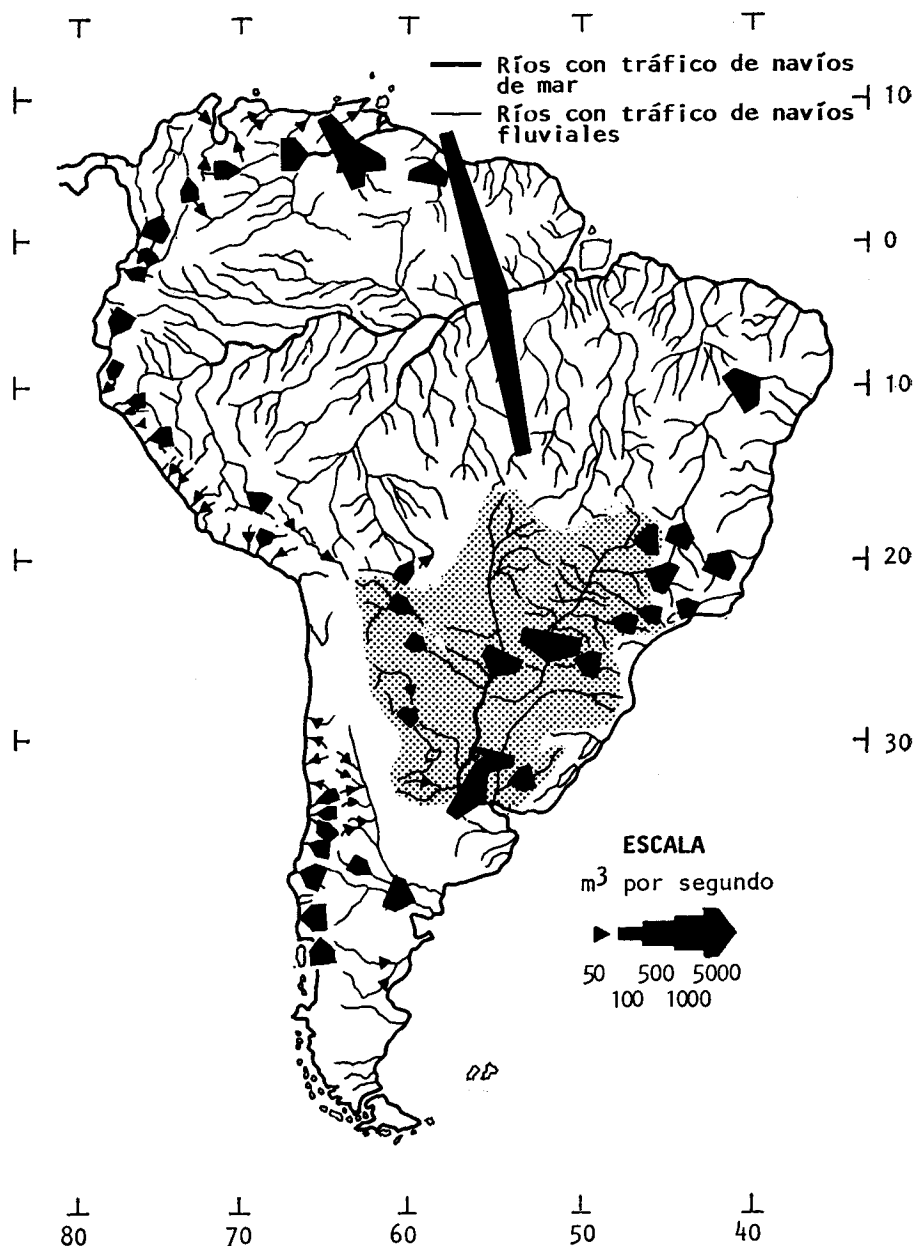 Ríos con tráfico de navíos
de mar
Ríos con tráfico de navíos
fluviales
10
0
10
20
30
ESCALA
m³ por segundo
50 500 5000
100 1000
80 70 60 50 40